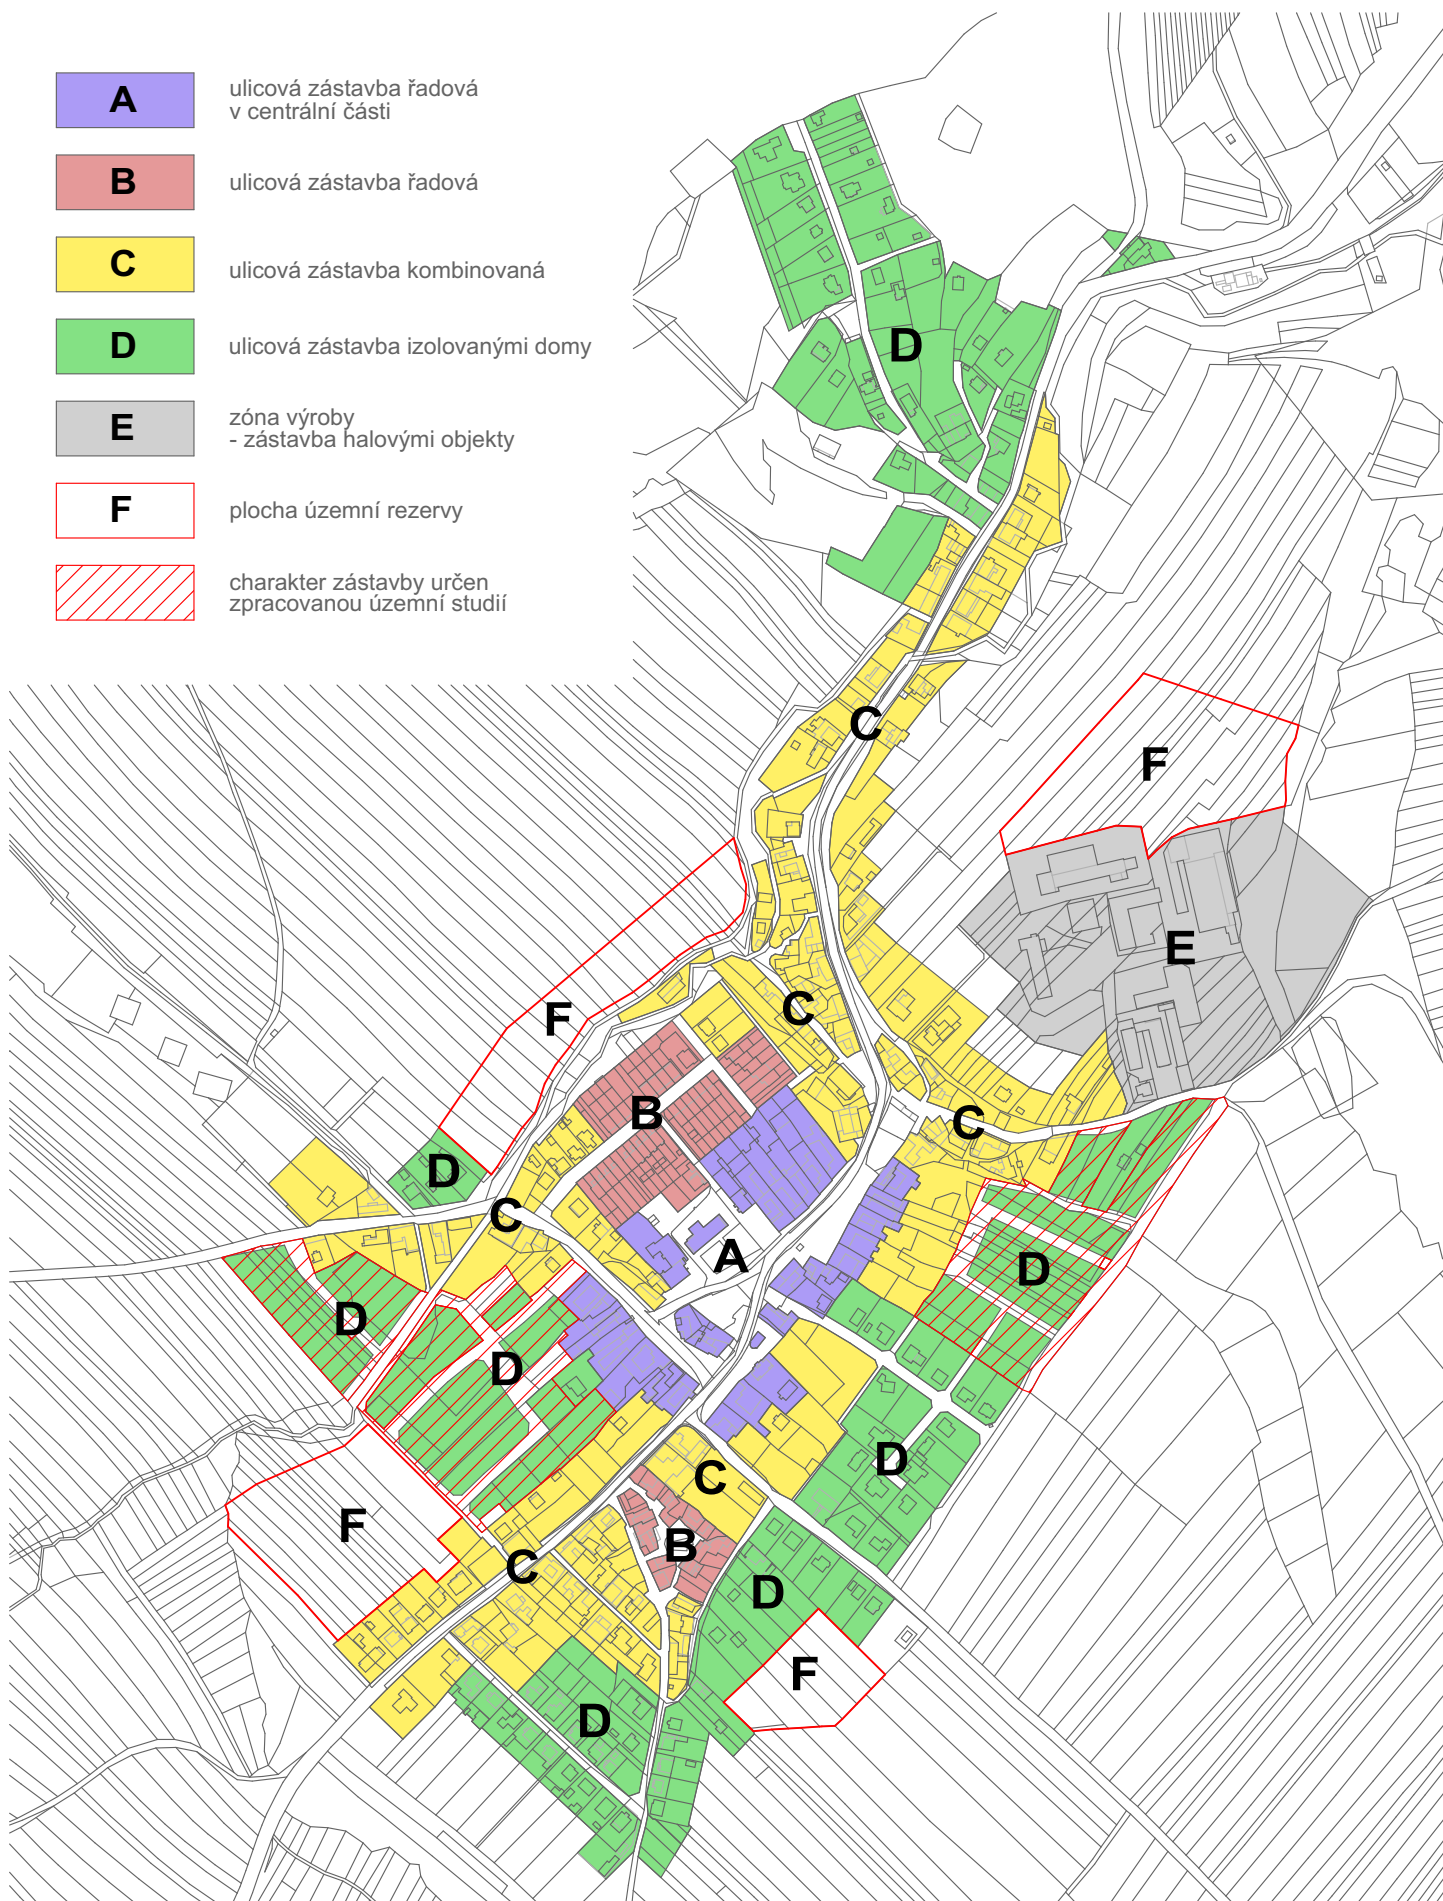 A
ulicová zástavba řadová
v centrální části
B
ulicová zástavba řadová
C
ulicová zástavba kombinovaná
D
ulicová zástavba izolovanými domy
E
zóna výroby
- zástavba halovými objekty
F
plocha územní rezervy
charakter zástavby určen
zpracovanou územní studií
D
C
F
E
C
F
B
C
D
C
A
D
D
D
D
C
F
B
C
D
F
D